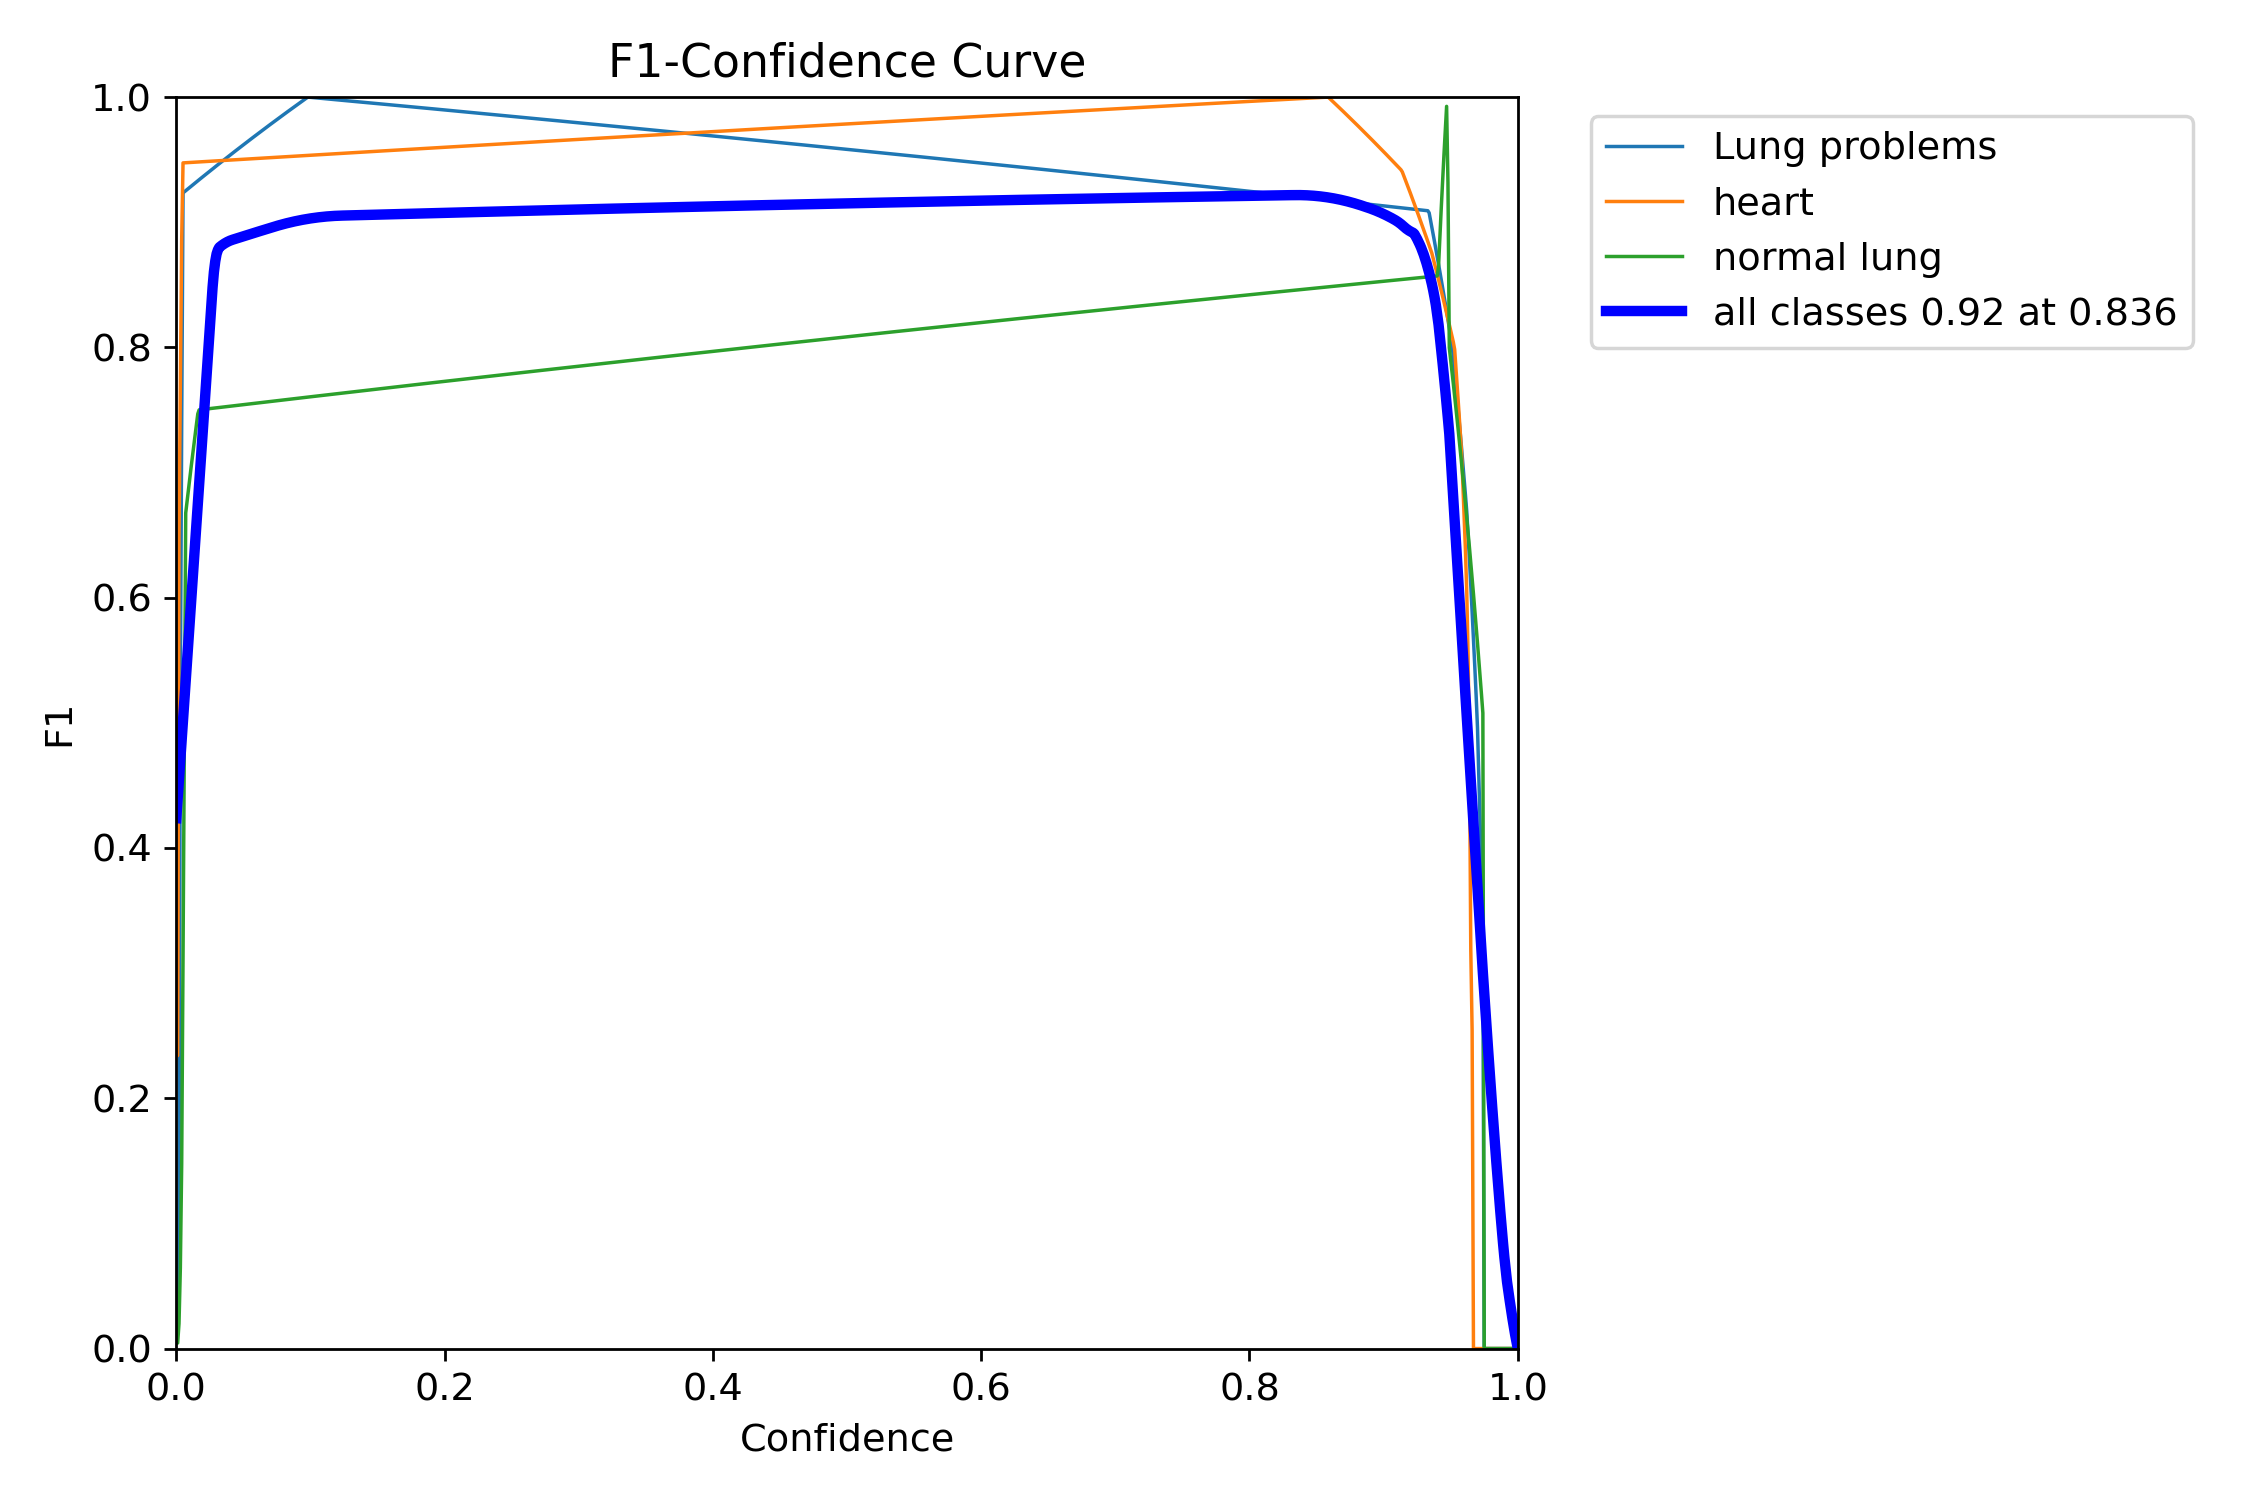 F1-Confidence Curve
1.0
0.8
0.6
0.4
0.2
0.0
F1
0.0 0.2 0.4 0.6 0.8 1.0
Confidence
Lung problems
heart
normal lung
all classes 0.92 at 0.836